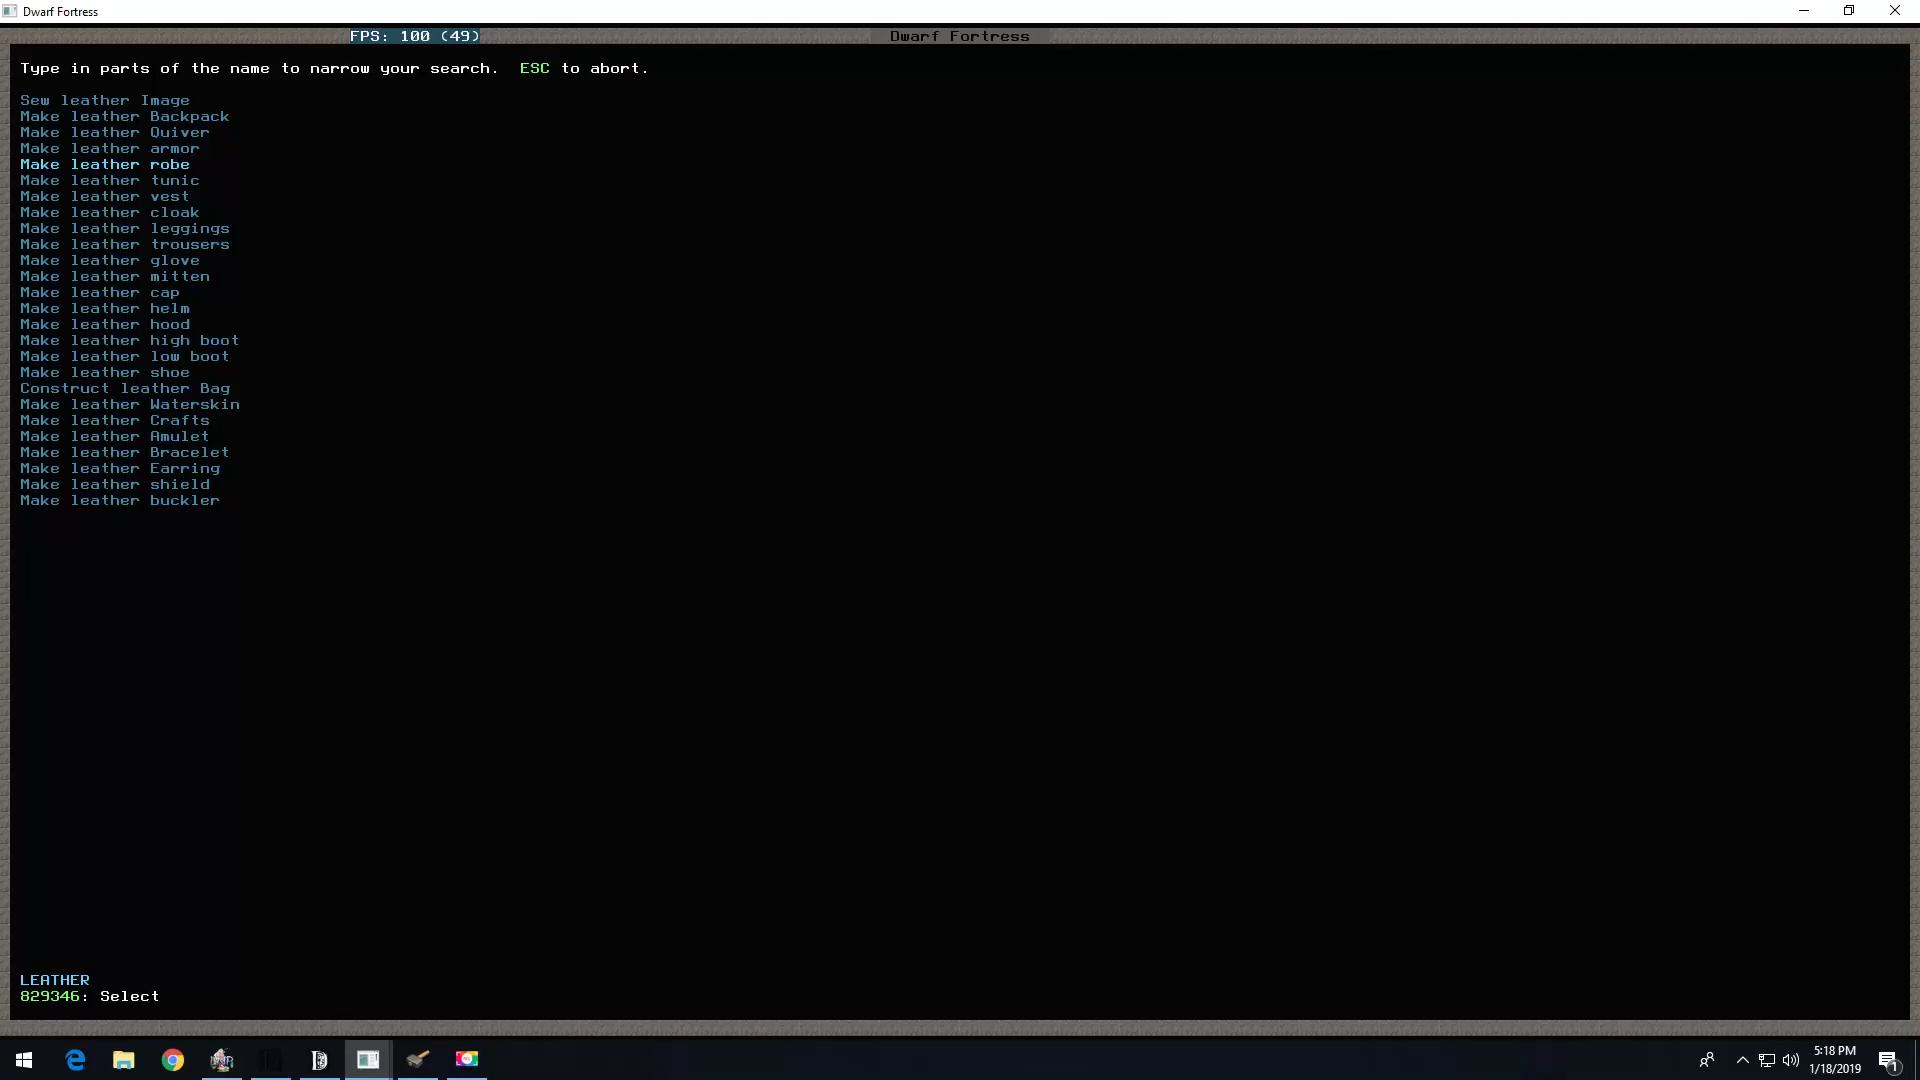 Dwarf Fortress
FPS: 100 (49)
Dwarf Fortress
Type in parts of the name to narrow your search.  ESC to abort.
Sew leather Image
Make leather Backpack
Make leather Quiver
Make leather armor
Make leather robe
Make leather tunic
Make leather vest
Make leather cloak
Make leather leggings
Make leather trousers
Make leather glove
Make leather mitten
Make leather cap
Make leather helm
Make leather hood
Make leather high boot
Make leather low boot
Make leather shoe
Construct leather Bag
Make leather Waterskin
Make leather Crafts
Make leather Amulet
Make leather Bracelet
Make leather Earring
Make leather shield
Make leather buckler
LEATHER
829346: Select
5:18 PM
1/18/2019
1